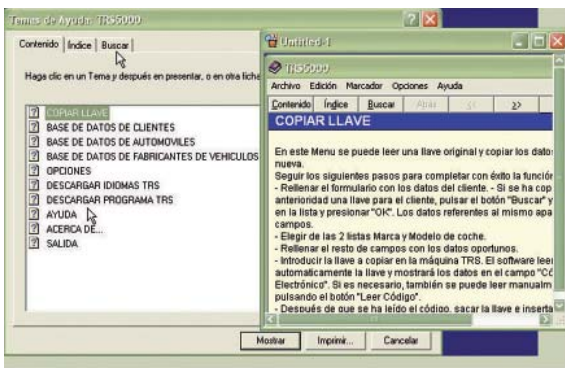 Temas de Ayuda: TRS5000
Contenido
Indice
Buscar
Haga clic en un Tema y después en presentar, o en otra ficha
COPIAR LLAVE
BASE DE DATOS DE CLIENTES
BASE DE DATOS DE AUTOMOVILES
BASE DE DATOS DE FABRICANTES DE VEHICULOS
OPCIONES
DESCARGAR IDIOMAS TRS
DESCARGAR PROGRAMA TRS
AYUDA
ACERCA DE...
SALIDA
Mostrar
Imprimir...
Cancelar
Untitled-1
TRS5000
Archivo Edición Marcador Opciones Ayuda
Contenido Índice Buscar Atrás << >>
COPIAR LLAVE
En este Menu se puede leer una llave original y copiar los dato
nueva.
Seguir los siguientes pasos para completar con éxito la función
- Rellenar el formulario con los datos del cliente. - Si se ha cop
anterioridad una llave para el cliente, pulsar el botón "Buscar" y
en la lista y presionar "OK". Los datos referentes al mismo apa
campos.
- Elegir de las 2 listas Marca y Modelo de coche.
- Rellenar el resto de campos con los datos oportunos.
- Introducir la llave a copiar en la máquina TRS. El software leer
automaticamente la llave y mostrará los datos en el campo "Có
Electrónico". Si es necesario, también se puede leer manualm
pulsando el botón "Leer Código".
- Después de que se ha leído el código, sacar la llave e inserta